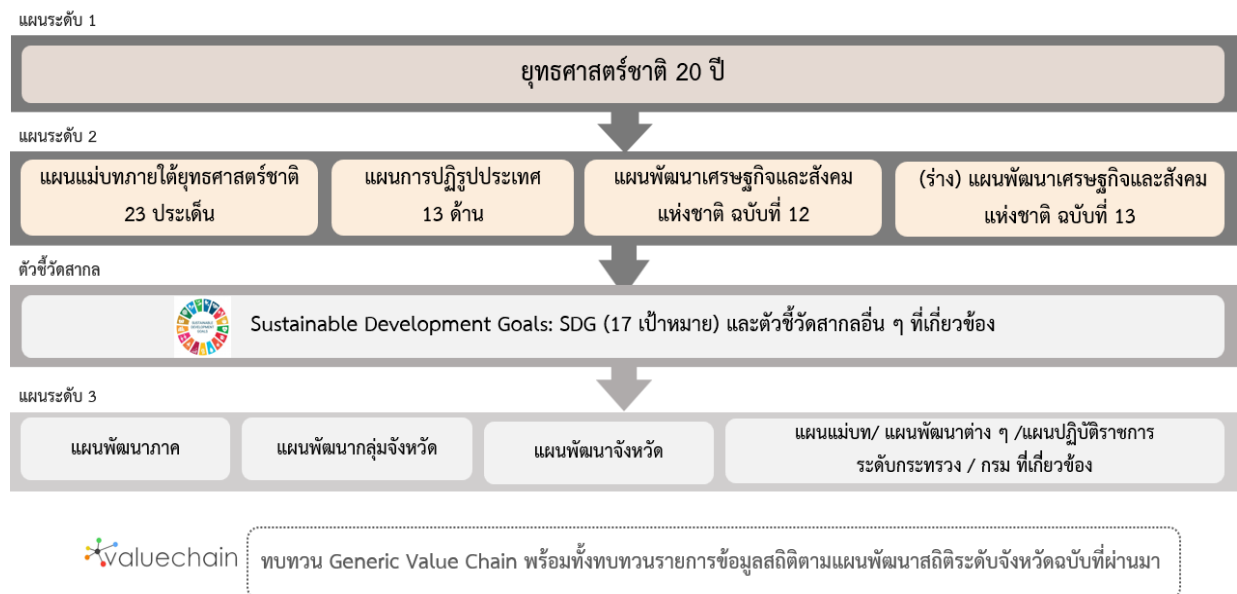 แผนระดับ 1
ยุทธศาสตร์ชาติ 20 ปี
แผนระดับ 2
แผนแม่บทภายใต้ยุทธศาสตร์ชาติ
23 ประเด็น
แผนการปฏิรูปประเทศ
13 ด้าน
แผนพัฒนาเศรษฐกิจและสังคม
แห่งชาติ ฉบับที่ 12
(ร่าง) แผนพัฒนาเศรษฐกิจและสังคม
แห่งชาติ ฉบับที่ 13
ตัวชี้วัดสากล
SUSTAINABLE
DEVELOPMENT
GOALS
Sustainable Development Goals: SDG (17 เป้าหมาย) และตัวชี้วัดสากลอื่น ๆ ที่เกี่ยวข้อง
แผนระดับ 3
แผนพัฒนาภาค
แผนพัฒนากลุ่มจังหวัด
แผนพัฒนาจังหวัด
แผนแม่บท/ แผนพัฒนาต่าง ๆ /แผนปฏิบัติราชการ
ระดับกระทรวง / กรม ที่เกี่ยวข้อง
valuechain
ทบทวน Generic Value Chain พร้อมทั้งทบทวนรายการข้อมูลสถิติตามแผนพัฒนาสถิติระดับจังหวัดฉบับที่ผ่านมา